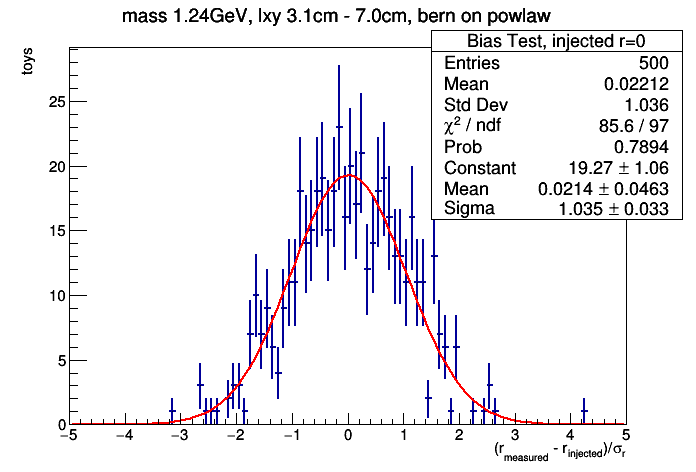 mass 1.24GeV, lxy 3.1cm - 7.0cm, bern on powlaw
toys
Bias Test, injected r=0
Entries 500
Mean 0.02212
Std Dev 1.036
χ² / ndf 85.6 / 97
Prob 0.7894
Constant 19.27 ± 1.06
Mean 0.0214 ± 0.0463
Sigma 1.035 ± 0.033
25
20
15
10
5
0
−5 −4 −3 −2 −1 0 1 2 3 4 5
(r_measured - r_injected)/σ_r